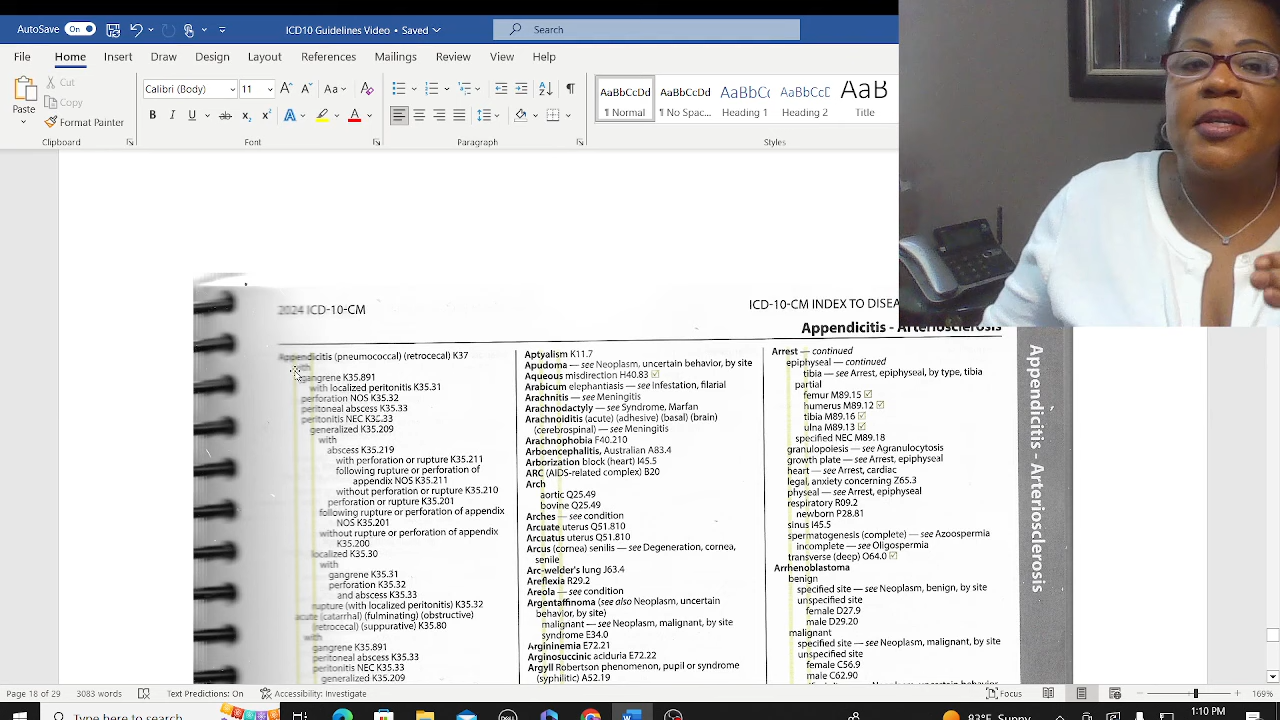 AutoSave On ICD10 Guidelines Video • Saved Search
File Home Insert Draw Design Layout References Mailings Review View Help
Paste Cut
Copy
Format Painter
Calibri (Body) 11
AaBbCcDd AaBbCcDd AaBbCc AaBbCcD AaB
¶ Normal ¶ No Spac... Heading 1 Heading 2 Title
Clipboard Font Paragraph Styles
2024 ICD-10-CM
ICD-10-CM INDEX TO DISEA
Appendicitis - Arteriosclerosis
Appendicitis (pneumococcal) (retrocecal) K37
with
gangrene K35.891
with localized peritonitis K35.31
perforation NOS K35.32
peritoneal abscess K35.33
peritonitis NEC K35.33
generalized K35.209
with
abscess K35.219
with perforation or rupture K35.211
following rupture or perforation of
appendix NOS K35.211
without perforation or rupture K35.210
perforation or rupture K35.201
following rupture or perforation of appendix
NOS K35.201
without rupture or perforation of appendix
K35.200
localized K35.30
with
gangrene K35.31
perforation K35.32
and abscess K35.33
rupture (with localized peritonitis) K35.32
acute (catarrhal) (fulminating) (obstructive)
(retrocecal) (suppurative) K35.80
with
gangrene K35.891
peritoneal abscess K35.33
peritonitis NEC K35.33
generalized K35.209
Aptyalism K11.7
Apudoma — see Neoplasm, uncertain behavior, by site
Aqueous misdirection H40.83
Arabicum elephantiasis — see Infestation, filarial
Arachnitis — see Meningitis
Arachnodactyly — see Syndrome, Marfan
Arachnoiditis (acute) (adhesive) (basal) (brain)
(cerebrospinal) — see Meningitis
Arachnophobia F40.210
Arboencephalitis, Australian A83.4
Arborization block (heart) I45.5
ARC (AIDS-related complex) B20
Arch
aortic Q25.49
bovine Q25.49
Arches — see condition
Arcuate uterus Q51.810
Arcuatus uterus Q51.810
Arcus (cornea) senilis — see Degeneration, cornea,
senile
Arc-welder's lung J63.4
Areflexia R29.2
Areola — see condition
Argentaffinoma (see also Neoplasm, uncertain
behavior, by site)
malignant — see Neoplasm, malignant, by site
syndrome E34.0
Argininemia E72.21
Arginosuccinic aciduria E72.22
Argyll Robertson phenomenon, pupil or syndrome
(syphilitic) A52.19
Arrest — continued
epiphyseal — continued
tibia — see Arrest, epiphyseal, by type, tibia
partial
femur M89.15
humerus M89.12
tibia M89.16
ulna M89.13
specified NEC M89.18
granulopoiesis — see Agranulocytosis
growth plate — see Arrest, epiphyseal
heart — see Arrest, cardiac
legal, anxiety concerning Z65.3
physeal — see Arrest, epiphyseal
respiratory R09.2
newborn P28.81
sinus I45.5
spermatogenesis (complete) — see Azoospermia
incomplete — see Oligospermia
transverse (deep) O64.0
Arrhenoblastoma
benign
specified site — see Neoplasm, benign, by site
unspecified site
female D27.9
male D29.20
malignant
specified site — see Neoplasm, malignant, by site
unspecified site
female C56.9
male C62.90
Appendicitis - Arteriosclerosis
Page 18 of 29 3083 words Text Predictions: On Accessibility: Investigate Focus 169%
Type here to search 93°F Sunny 1:10 PM